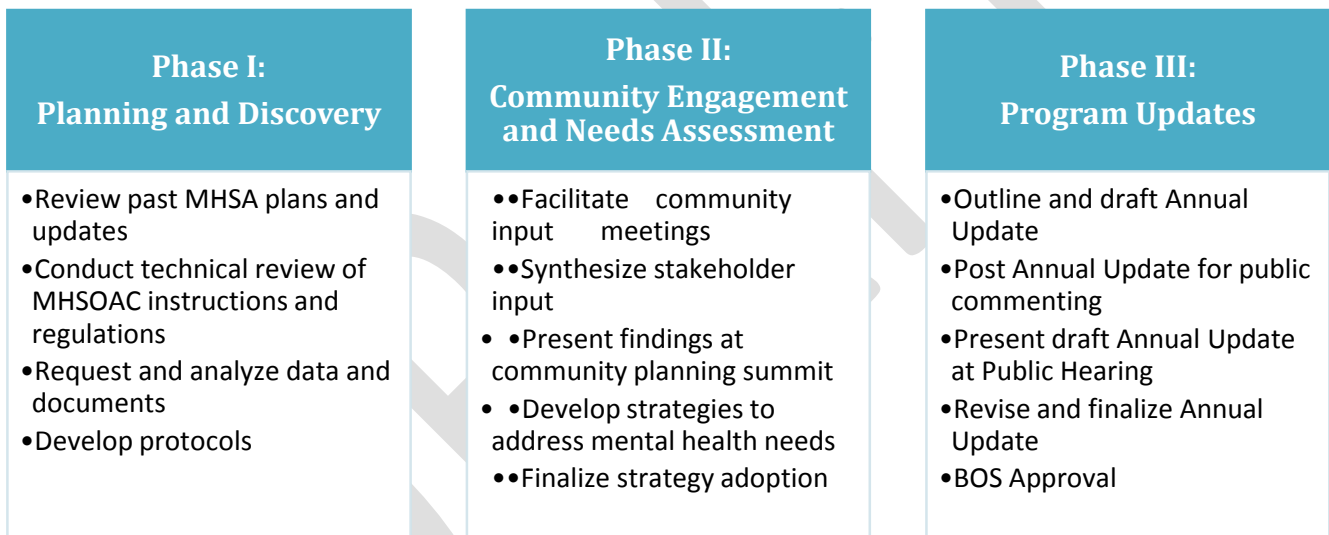 Phase I:
Planning and Discovery
•Review past MHSA plans and
updates
•Conduct technical review of
MHSOAC instructions and
regulations
•Request and analyze data and
documents
•Develop protocols
Phase II:
Community Engagement
and Needs Assessment
••Facilitate community
input meetings
••Synthesize stakeholder
input
• •Present findings at
community planning summit
• •Develop strategies to
address mental health needs
••Finalize strategy adoption
Phase III:
Program Updates
•Outline and draft Annual
Update
•Post Annual Update for public
commenting
•Present draft Annual Update
at Public Hearing
•Revise and finalize Annual
Update
•BOS Approval